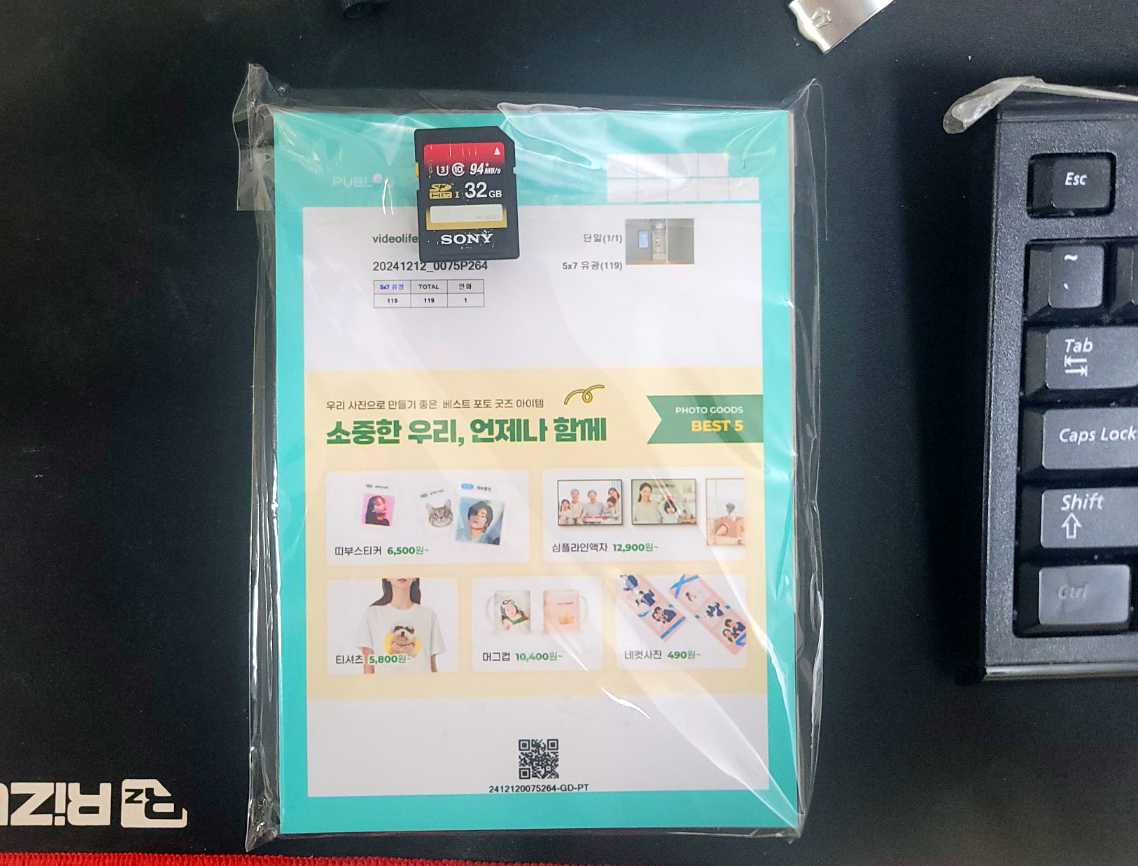 U3 10 94MB/s
SD HC I 32GB
SONY
PUBL
videolife
단일(1/1)
20241212_0075P264
5x7 유광(119)
5x7 유광 TOTAL 인화
119 119 1
우리 사진으로 만들기 좋은 베스트 포토 굿즈 아이템
소중한 우리, 언제나 함께
PHOTO GOODS
BEST 5
띠부스티커 6,500원~
심플라인액자 12,900원~
티셔츠 5,800원~
머그컵 10,400원~
네컷사진 490원~
2412120075264-GD-PT
Esc
~
Tab
Caps Lock
Shift
Ctrl